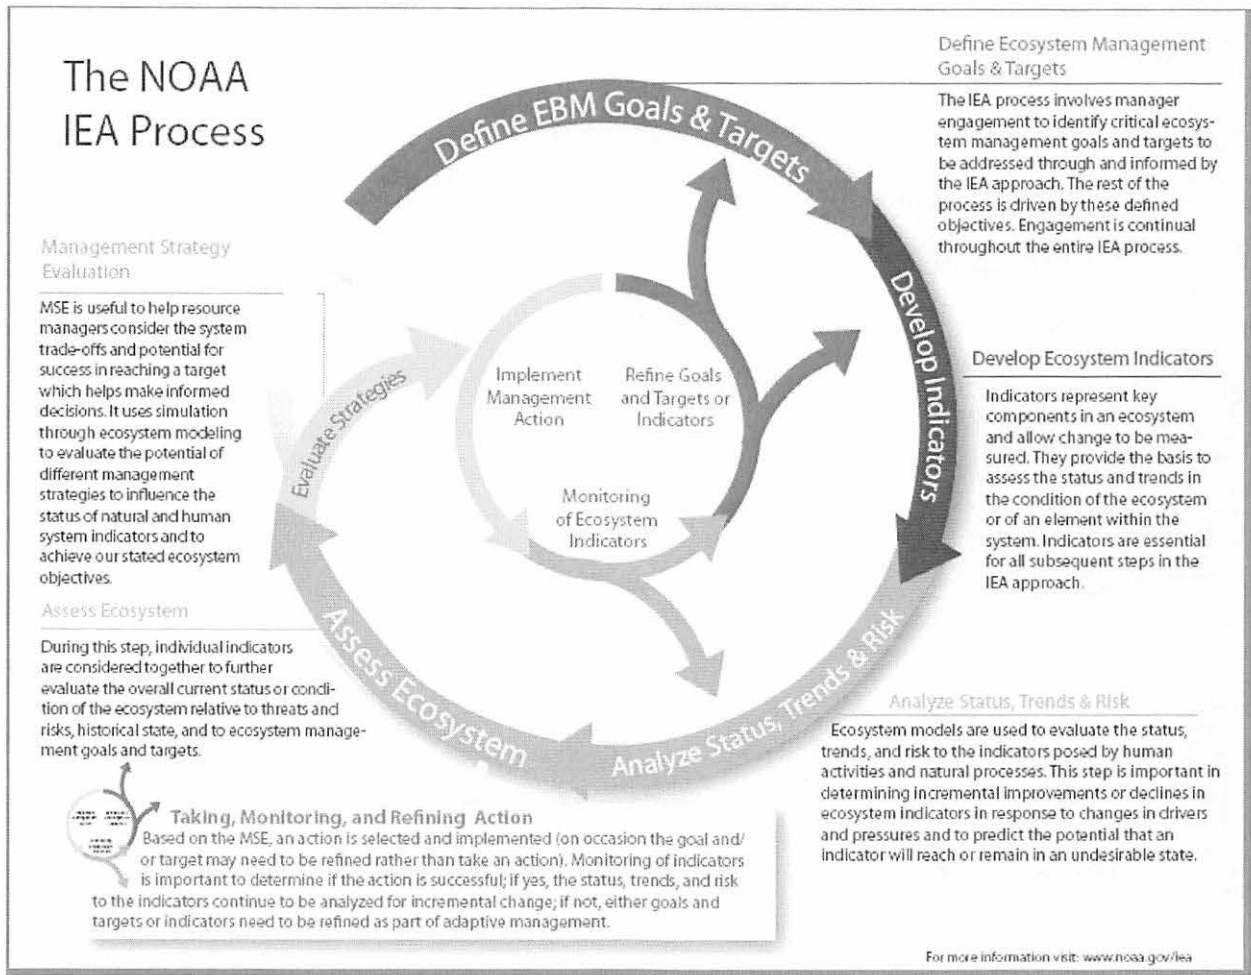 The NOAA
IEA Process
Define EBM Goals & Targets
Develop Indicators
Analyze Status, Trends & Risk
Assess Ecosystem
Evaluate Strategies
Implement
Management
Action
Refine Goals
and Targets or
Indicators
Monitoring
of Ecosystem
Indicators
Define Ecosystem Management
Goals & Targets
The IEA process involves manager
engagement to identify critical ecosys-
tem management goals and targets to
be addressed through and informed by
the IEA approach. The rest of the
process is driven by these defined
objectives. Engagement is continual
throughout the entire IEA process.
Develop Ecosystem Indicators
Indicators represent key
components in an ecosystem
and allow change to be mea-
sured. They provide the basis to
assess the status and trends in
the condition of the ecosystem
or of an element within the
system. Indicators are essential
for all subsequent steps in the
IEA approach.
Analyze Status, Trends & Risk
Ecosystem models are used to evaluate the status,
trends, and risk to the indicators posed by human
activities and natural processes. This step is important in
determining incremental improvements or declines in
ecosystem indicators in response to changes in drivers
and pressures and to predict the potential that an
indicator will reach or remain in an undesirable state.
Management Strategy
Evaluation
MSE is useful to help resource
managers consider the system
trade-offs and potential for
success in reaching a target
which helps make informed
decisions. It uses simulation
through ecosystem modeling
to evaluate the potential of
different management
strategies to influence the
status of natural and human
system indicators and to
achieve our stated ecosystem
objectives.
Assess Ecosystem
During this step, individual indicators
are considered together to further
evaluate the overall current status or condi-
tion of the ecosystem relative to threats and
risks, historical state, and to ecosystem manage-
ment goals and targets.
Taking, Monitoring, and Refining Action
Based on the MSE, an action is selected and implemented (on occasion the goal and/
or target may need to be refined rather than take an action). Monitoring of indicators
is important to determine if the action is successful; if yes, the status, trends, and risk
to the indicators continue to be analyzed for incremental change; if not, either goals and
targets or indicators need to be refined as part of adaptive management.
For more information visit: www.noaa.gov/iea